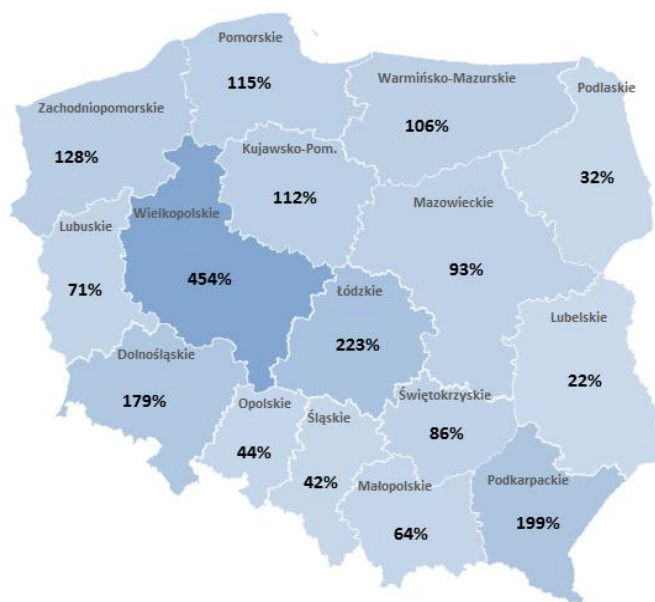 Pomorskie
115%
Warmińsko-Mazurskie
106%
Podlaskie
32%
Zachodniopomorskie
128%
Kujawsko-Pom.
112%
Mazowieckie
93%
Wielkopolskie
454%
Lubuskie
71%
Łódzkie
223%
Lubelskie
22%
Dolnośląskie
179%
Opolskie
44%
Śląskie
42%
Świętokrzyskie
86%
Małopolskie
64%
Podkarpackie
199%